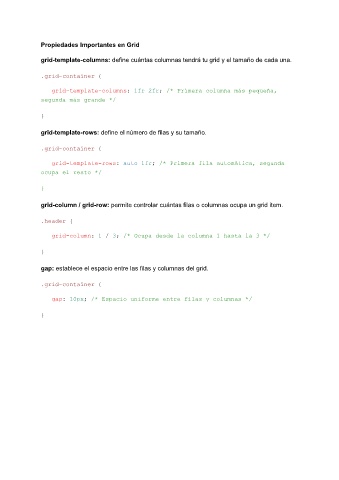 Propiedades Importantes en Grid
grid-template-columns: define cuántas columnas tendrá tu grid y el tamaño de cada una.
.grid-container {
grid-template-columns: 1fr 2fr; /* Primera columna más pequeña,
segunda más grande */
}
grid-template-rows: define el número de filas y su tamaño.
.grid-container {
grid-template-rows: auto 1fr; /* Primera fila automática, segunda
ocupa el resto */
}
grid-column / grid-row: permite controlar cuántas filas o columnas ocupa un grid item.
.header {
grid-column: 1 / 3; /* Ocupa desde la columna 1 hasta la 3 */
}
gap: establece el espacio entre las filas y columnas del grid.
.grid-container {
gap: 10px; /* Espacio uniforme entre filas y columnas */
}